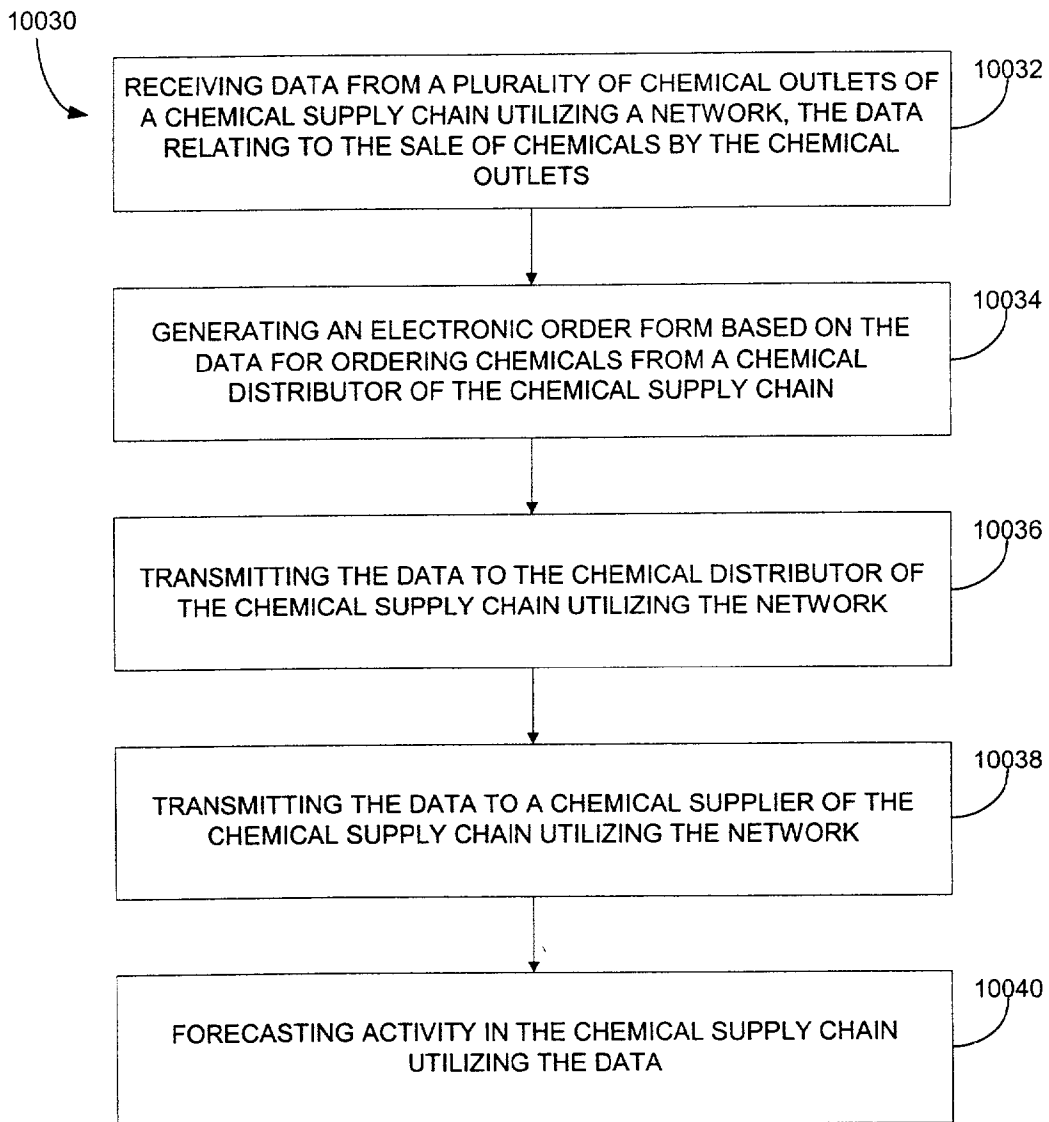 10030
10032
RECEIVING DATA FROM A PLURALITY OF CHEMICAL OUTLETS OF
A CHEMICAL SUPPLY CHAIN UTILIZING A NETWORK, THE DATA
RELATING TO THE SALE OF CHEMICALS BY THE CHEMICAL
OUTLETS
10034
GENERATING AN ELECTRONIC ORDER FORM BASED ON THE
DATA FOR ORDERING CHEMICALS FROM A CHEMICAL
DISTRIBUTOR OF THE CHEMICAL SUPPLY CHAIN
10036
TRANSMITTING THE DATA TO THE CHEMICAL DISTRIBUTOR OF
THE CHEMICAL SUPPLY CHAIN UTILIZING THE NETWORK
10038
TRANSMITTING THE DATA TO A CHEMICAL SUPPLIER OF THE
CHEMICAL SUPPLY CHAIN UTILIZING THE NETWORK
10040
FORECASTING ACTIVITY IN THE CHEMICAL SUPPLY CHAIN
UTILIZING THE DATA